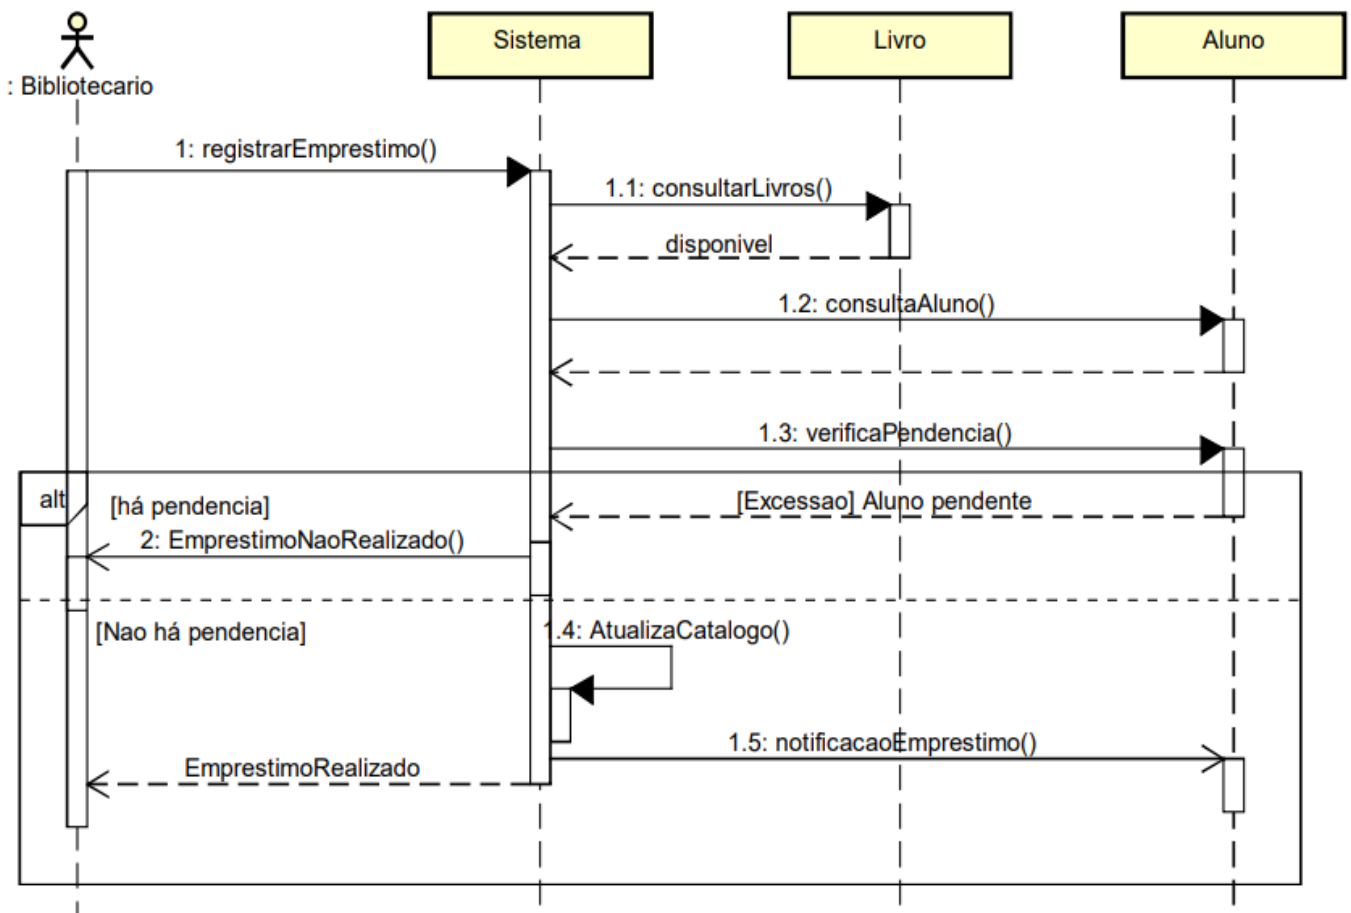 Sistema
Livro
Aluno
: Bibliotecario
1: registrarEmprestimo()
1.1: consultarLivros()
disponivel
1.2: consultaAluno()
1.3: verificaPendencia()
alt
[há pendencia]
[Excessao] Aluno pendente
2: EmprestimoNaoRealizado()
[Nao há pendencia]
1.4: AtualizaCatalogo()
1.5: notificacaoEmprestimo()
EmprestimoRealizado